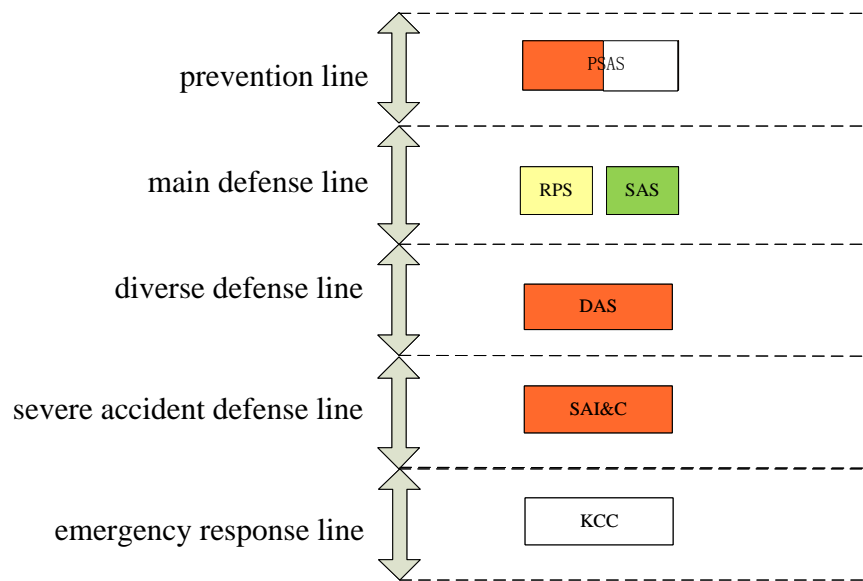 prevention line
PSAS
main defense line
RPS SAS
diverse defense line
DAS
severe accident defense line
SAI&C
emergency response line
KCC